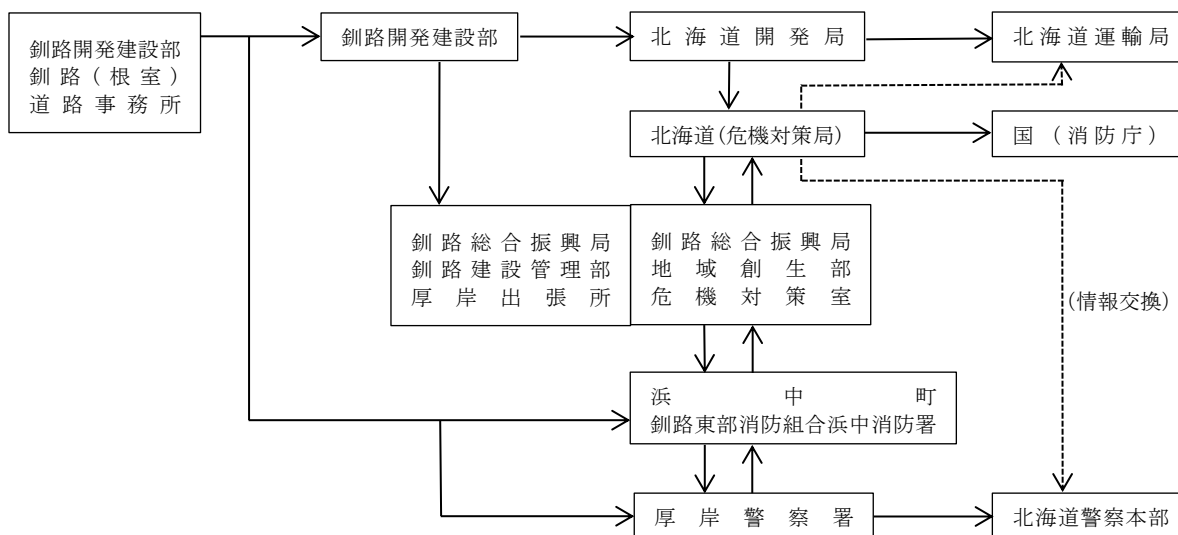 釧路開発建設部
釧路(根室)
道路事務所
釧路開発建設部
北海道開発局
北海道運輸局
北海道(危機対策局)
国(消防庁)
釧路総合振興局
釧路建設管理部
厚岸出張所
釧路総合振興局
地域創生部
危機対策室
(情報交換)
浜中町
釧路東部消防組合浜中消防署
厚岸警察署
北海道警察本部